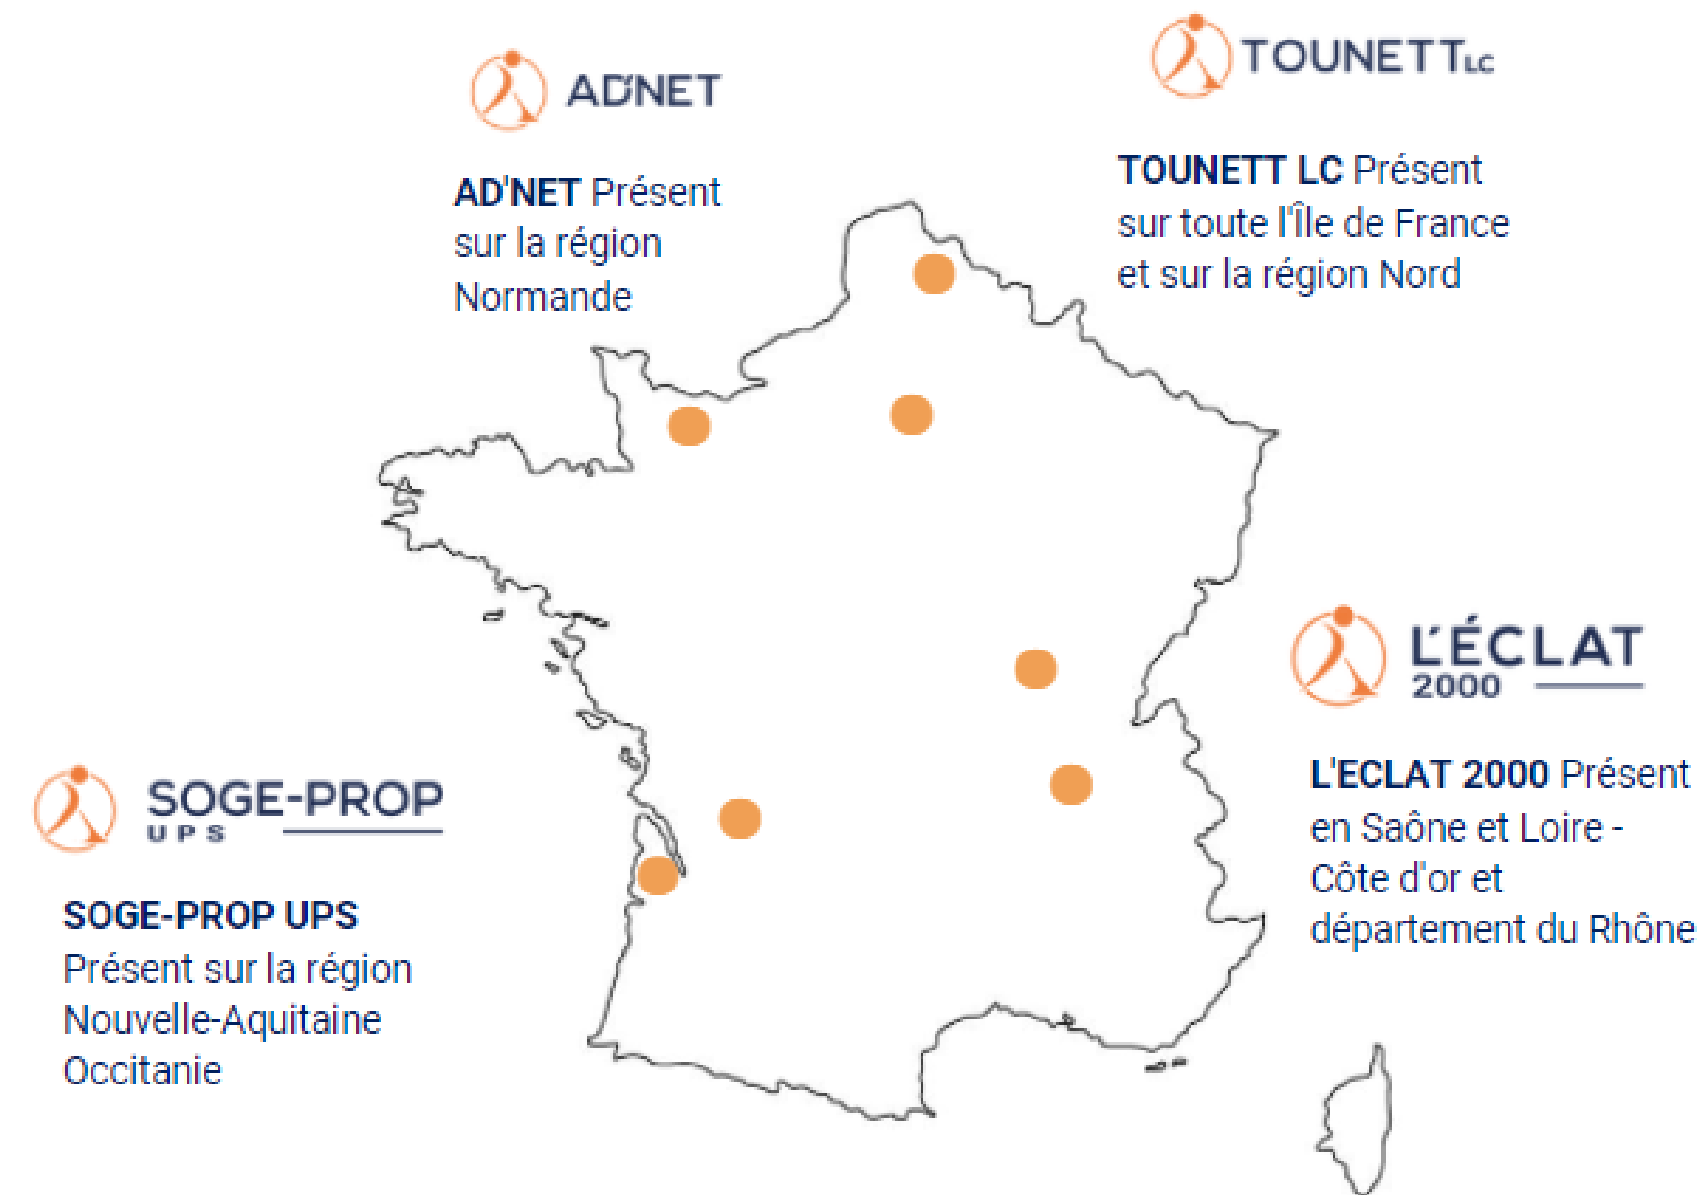 AD'NET
AD'NET Présent
sur la région
Normande
TOUNETT LC
TOUNETT LC Présent
sur toute l'Île de France
et sur la région Nord
L'ÉCLAT
2000
L'ECLAT 2000 Présent
en Saône et Loire -
Côte d'or et
département du Rhône
SOGE-PROP
UPS
SOGE-PROP UPS
Présent sur la région
Nouvelle-Aquitaine
Occitanie